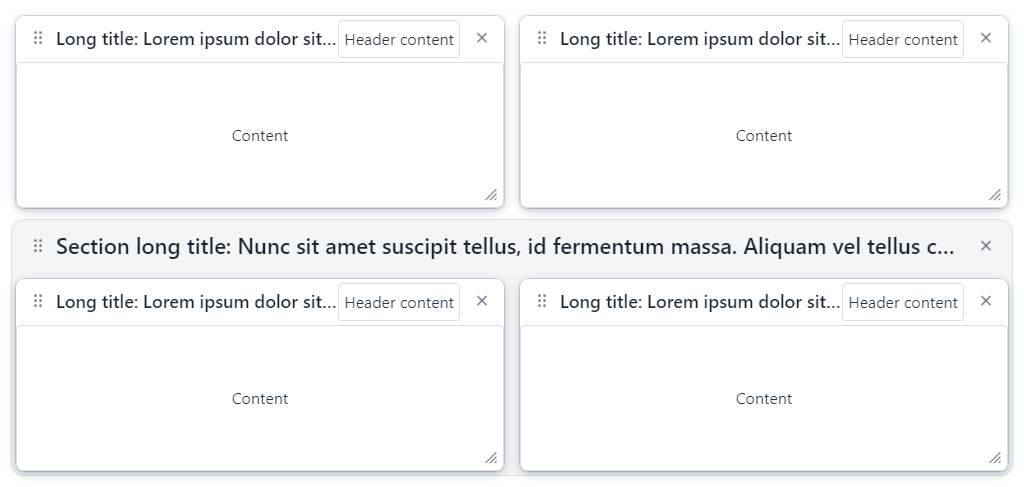 Long title: Lorem ipsum dolor sit... Header content
Long title: Lorem ipsum dolor sit... Header content
Content
Content
Section long title: Nunc sit amet suscipit tellus, id fermentum massa. Aliquam vel tellus c...
Long title: Lorem ipsum dolor sit... Header content
Long title: Lorem ipsum dolor sit... Header content
Content
Content